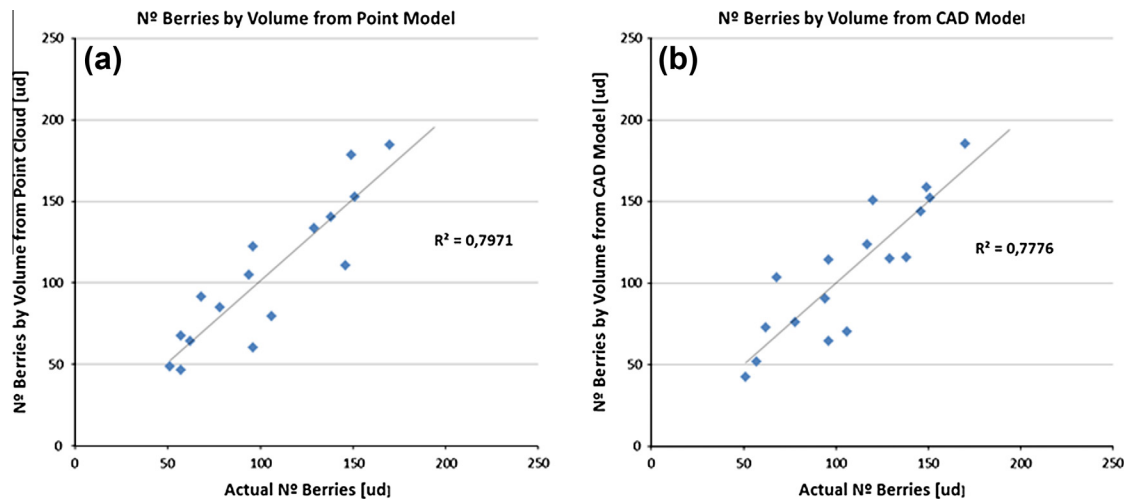 Nº Berries by Volume from Point Model
(a)
Nº Berries by Volume from Point Cloud [ud]
250
200
150
100
50
0
R² = 0,7971
0 50 100 150 200 250
Actual Nº Berries [ud]
Nº Berries by Volume from CAD Model
(b)
Nº Berries by Volume from CAD Model [ud]
250
200
150
100
50
0
R² = 0,7776
0 50 100 150 200 250
Actual Nº Berries [ud]